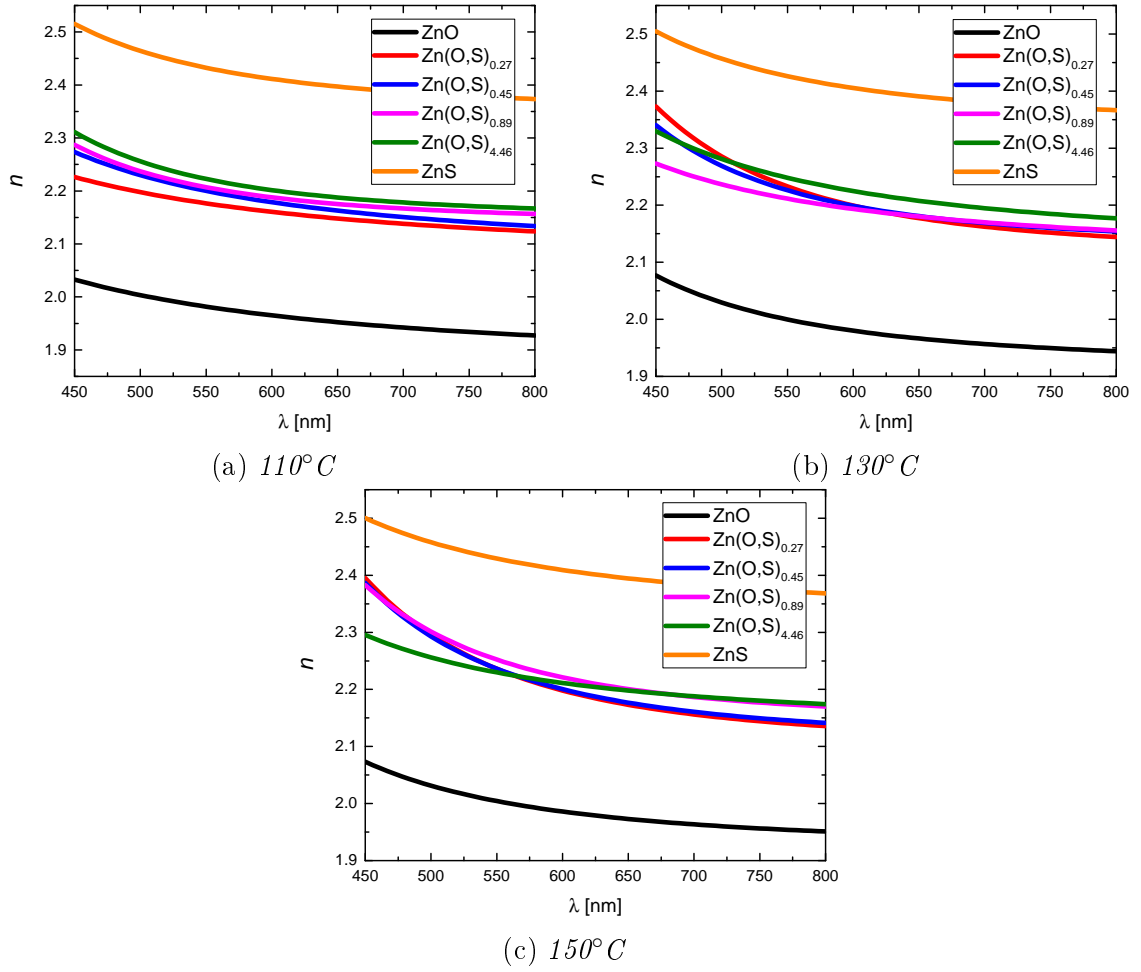 2.5
2.4
2.3
2.2
2.1
2.0
1.9
n
450 500 550 600 650 700 750 800
λ [nm]
ZnO
Zn(O,S)0.27
Zn(O,S)0.45
Zn(O,S)0.89
Zn(O,S)4.46
ZnS
(a) 110°C
2.5
2.4
2.3
2.2
2.1
2.0
1.9
n
450 500 550 600 650 700 750 800
λ [nm]
ZnO
Zn(O,S)0.27
Zn(O,S)0.45
Zn(O,S)0.89
Zn(O,S)4.46
ZnS
(b) 130°C
2.5
2.4
2.3
2.2
2.1
2.0
1.9
n
450 500 550 600 650 700 750 800
λ [nm]
ZnO
Zn(O,S)0.27
Zn(O,S)0.45
Zn(O,S)0.89
Zn(O,S)4.46
ZnS
(c) 150°C